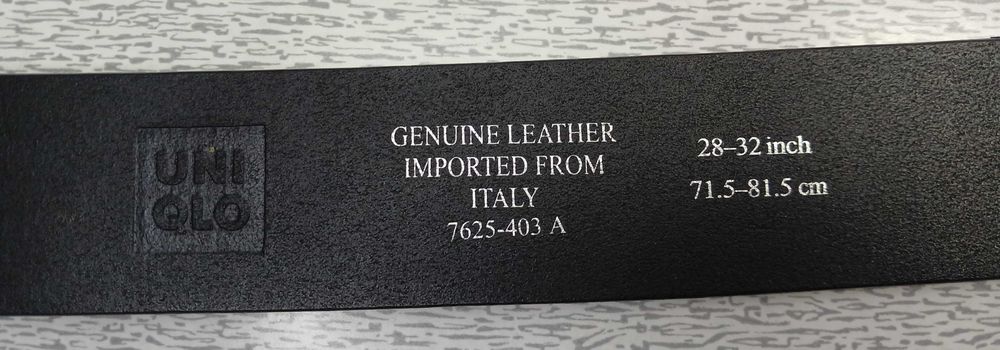 UNI
QLO
GENUINE LEATHER
IMPORTED FROM
ITALY
7625-403 A
28–32 inch
71.5–81.5 cm